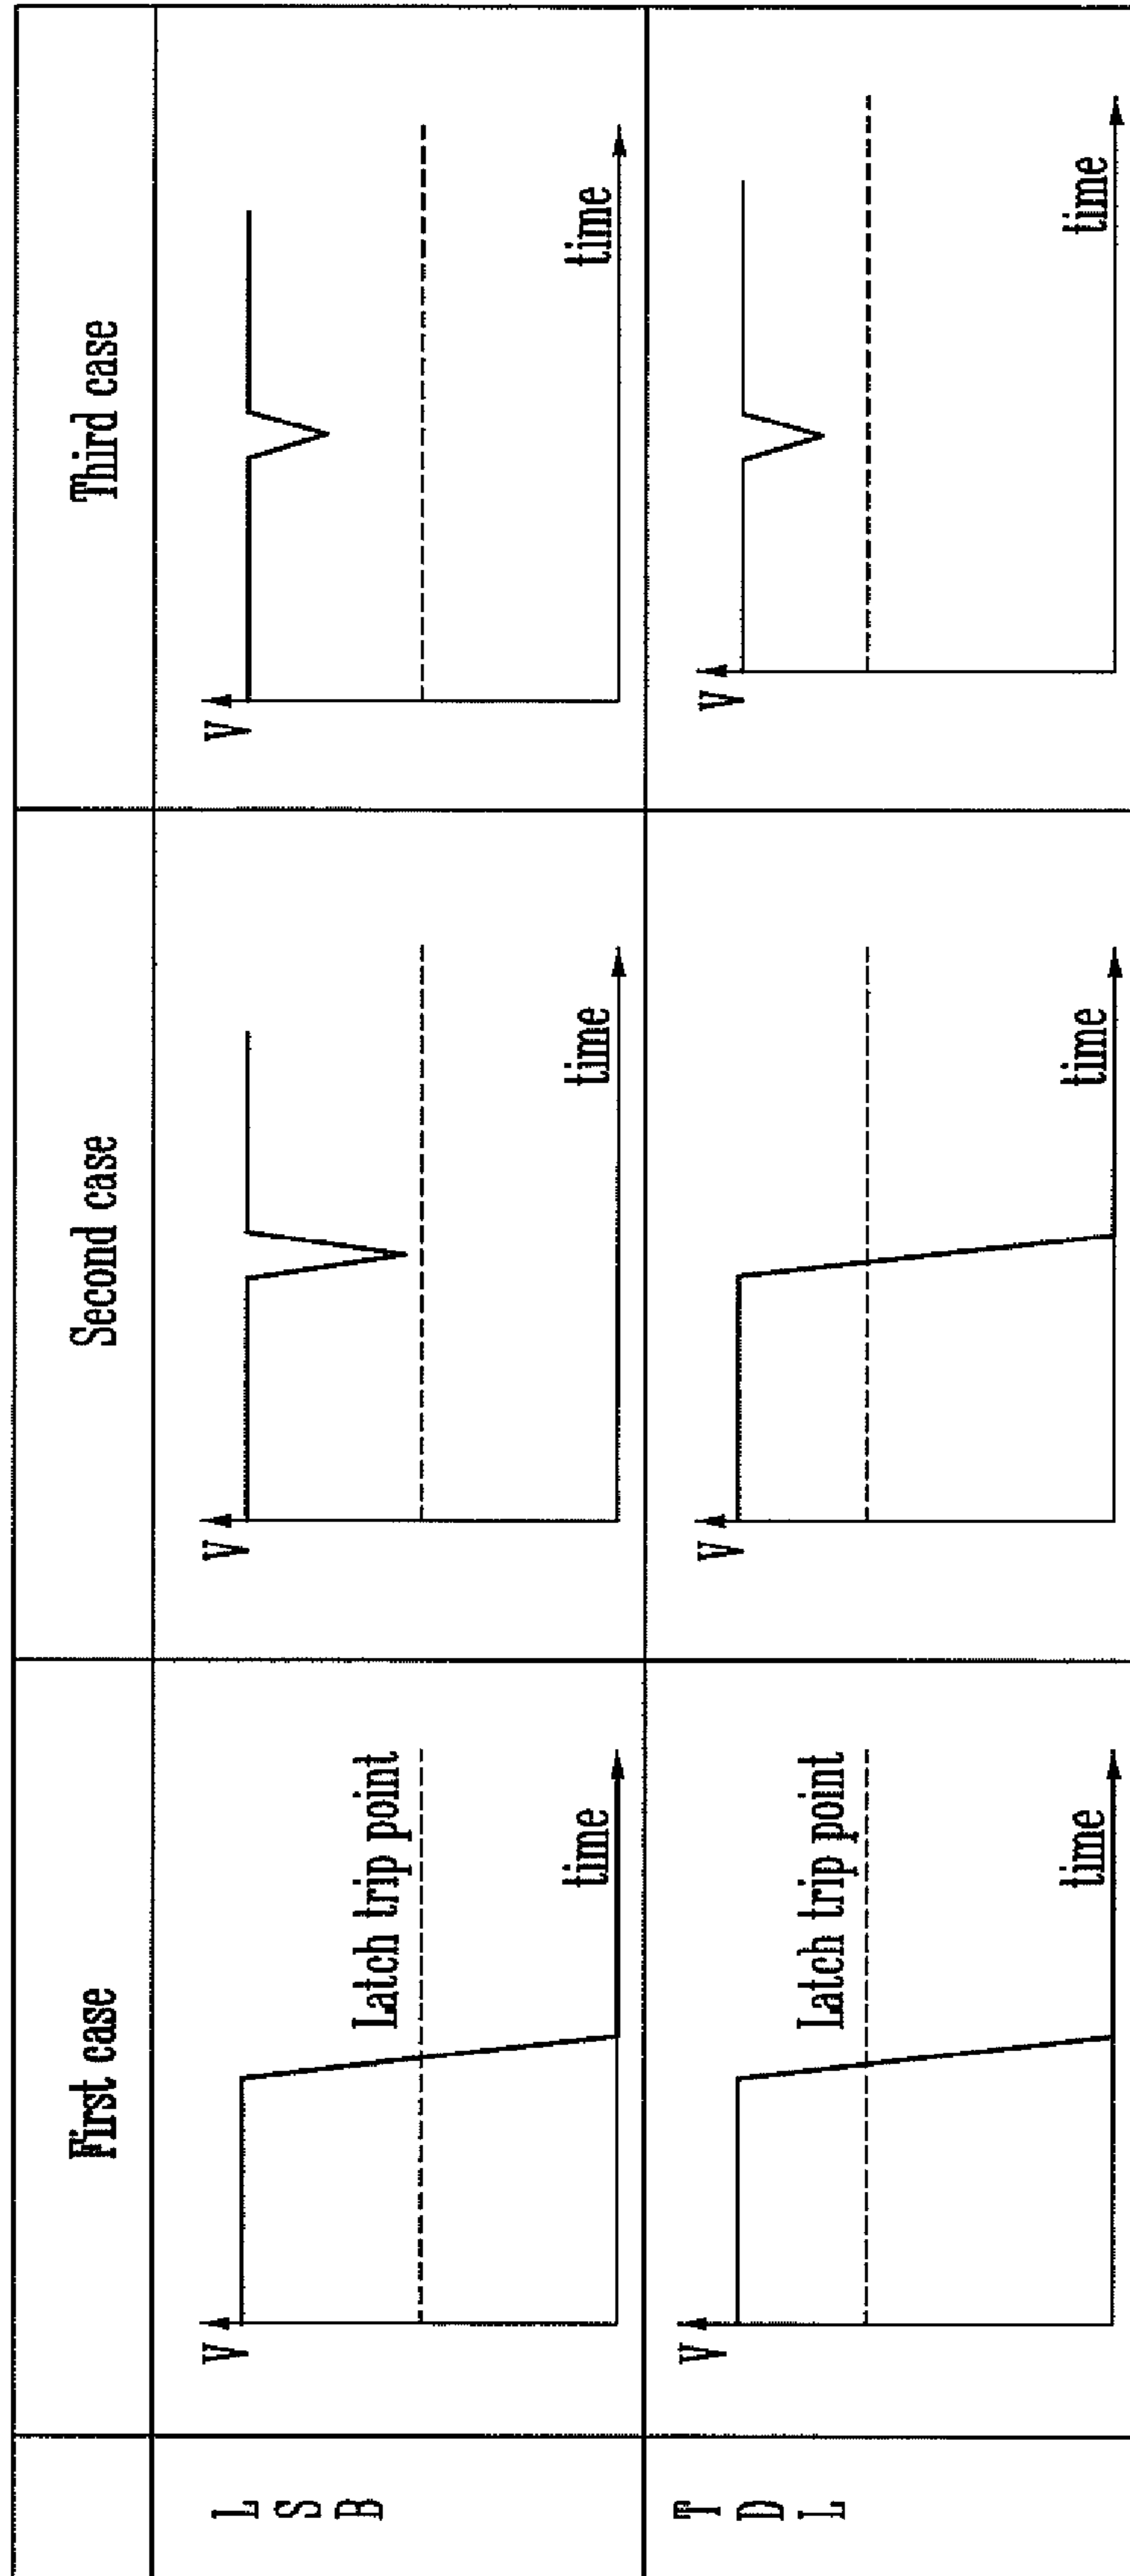 First case
Second case
Third case
L
S
B
V
Latch trip point
time
V
time
V
time
T
D
L
V
Latch trip point
time
V
time
V
time